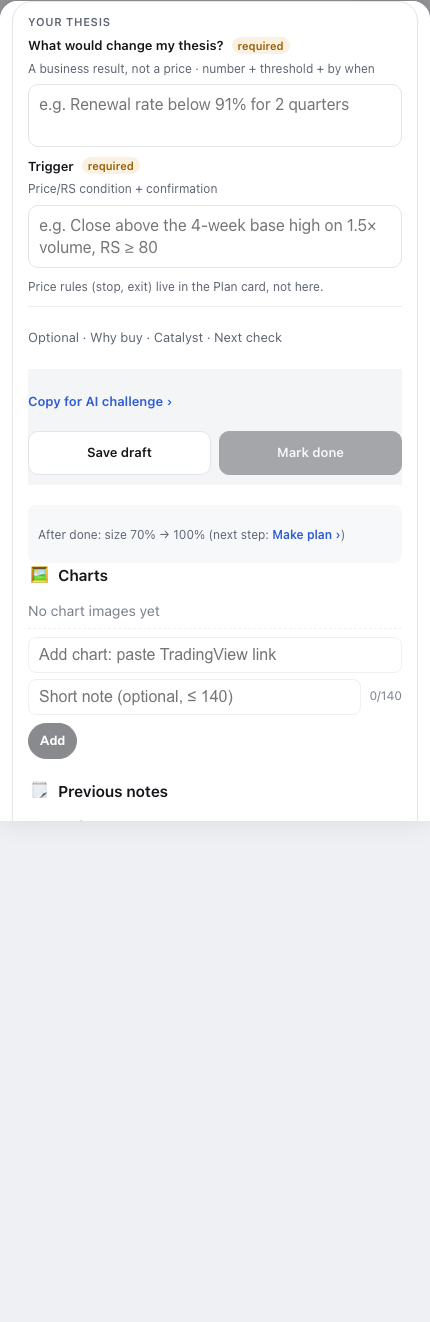 YOUR THESIS
What would change my thesis? required
A business result, not a price · number + threshold + by when
e.g. Renewal rate below 91% for 2 quarters
Trigger required
Price/RS condition + confirmation
e.g. Close above the 4-week base high on 1.5×
volume, RS ≥ 80
Price rules (stop, exit) live in the Plan card, not here.
Optional · Why buy · Catalyst · Next check
Copy for AI challenge ›
Save draft Mark done
After done: size 70% → 100% (next step: Make plan ›)
Charts
No chart images yet
Add chart: paste TradingView link
Short note (optional, ≤ 140) 0/140
Add
Previous notes